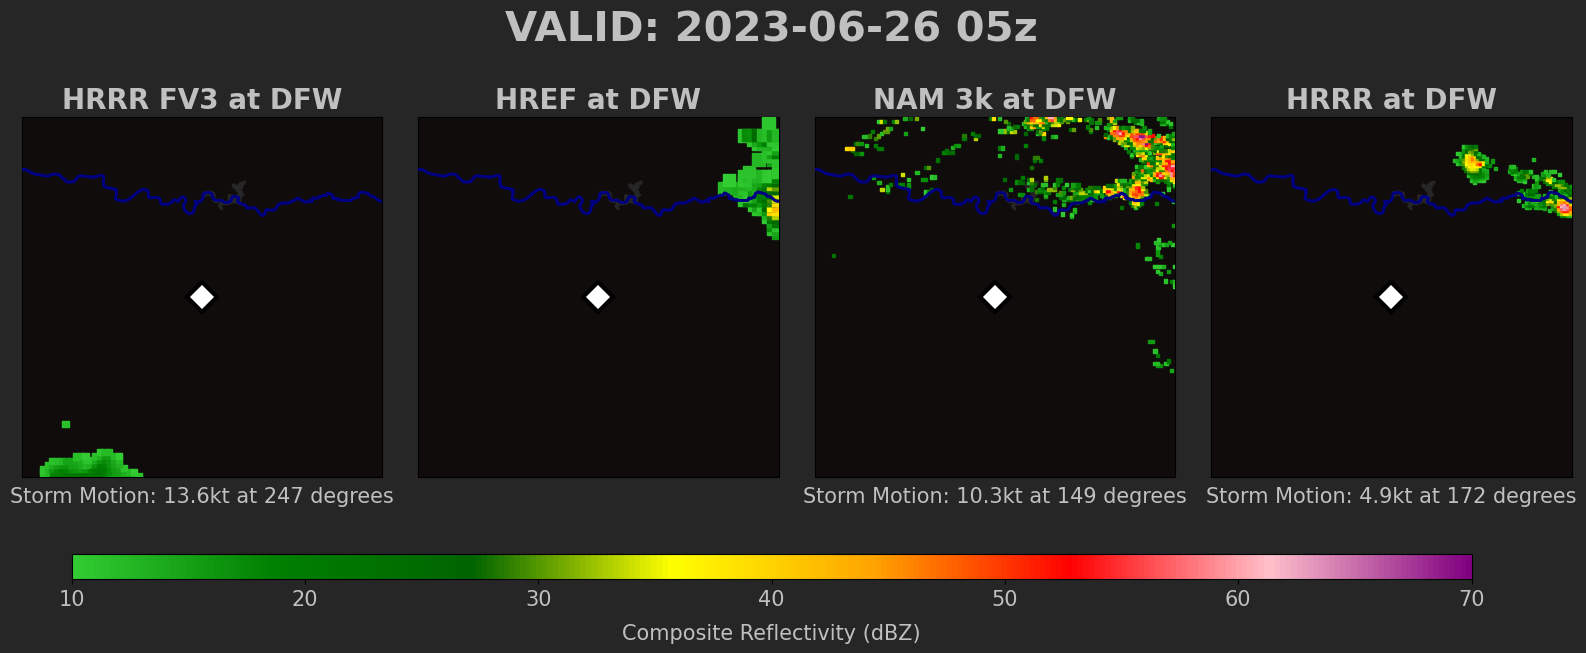 VALID: 2023-06-26 05z
HRRR FV3 at DFW
HREF at DFW
NAM 3k at DFW
HRRR at DFW
Storm Motion: 13.6kt at 247 degrees
Storm Motion: 10.3kt at 149 degrees
Storm Motion: 4.9kt at 172 degrees
10 20 30 40 50 60 70
Composite Reflectivity (dBZ)